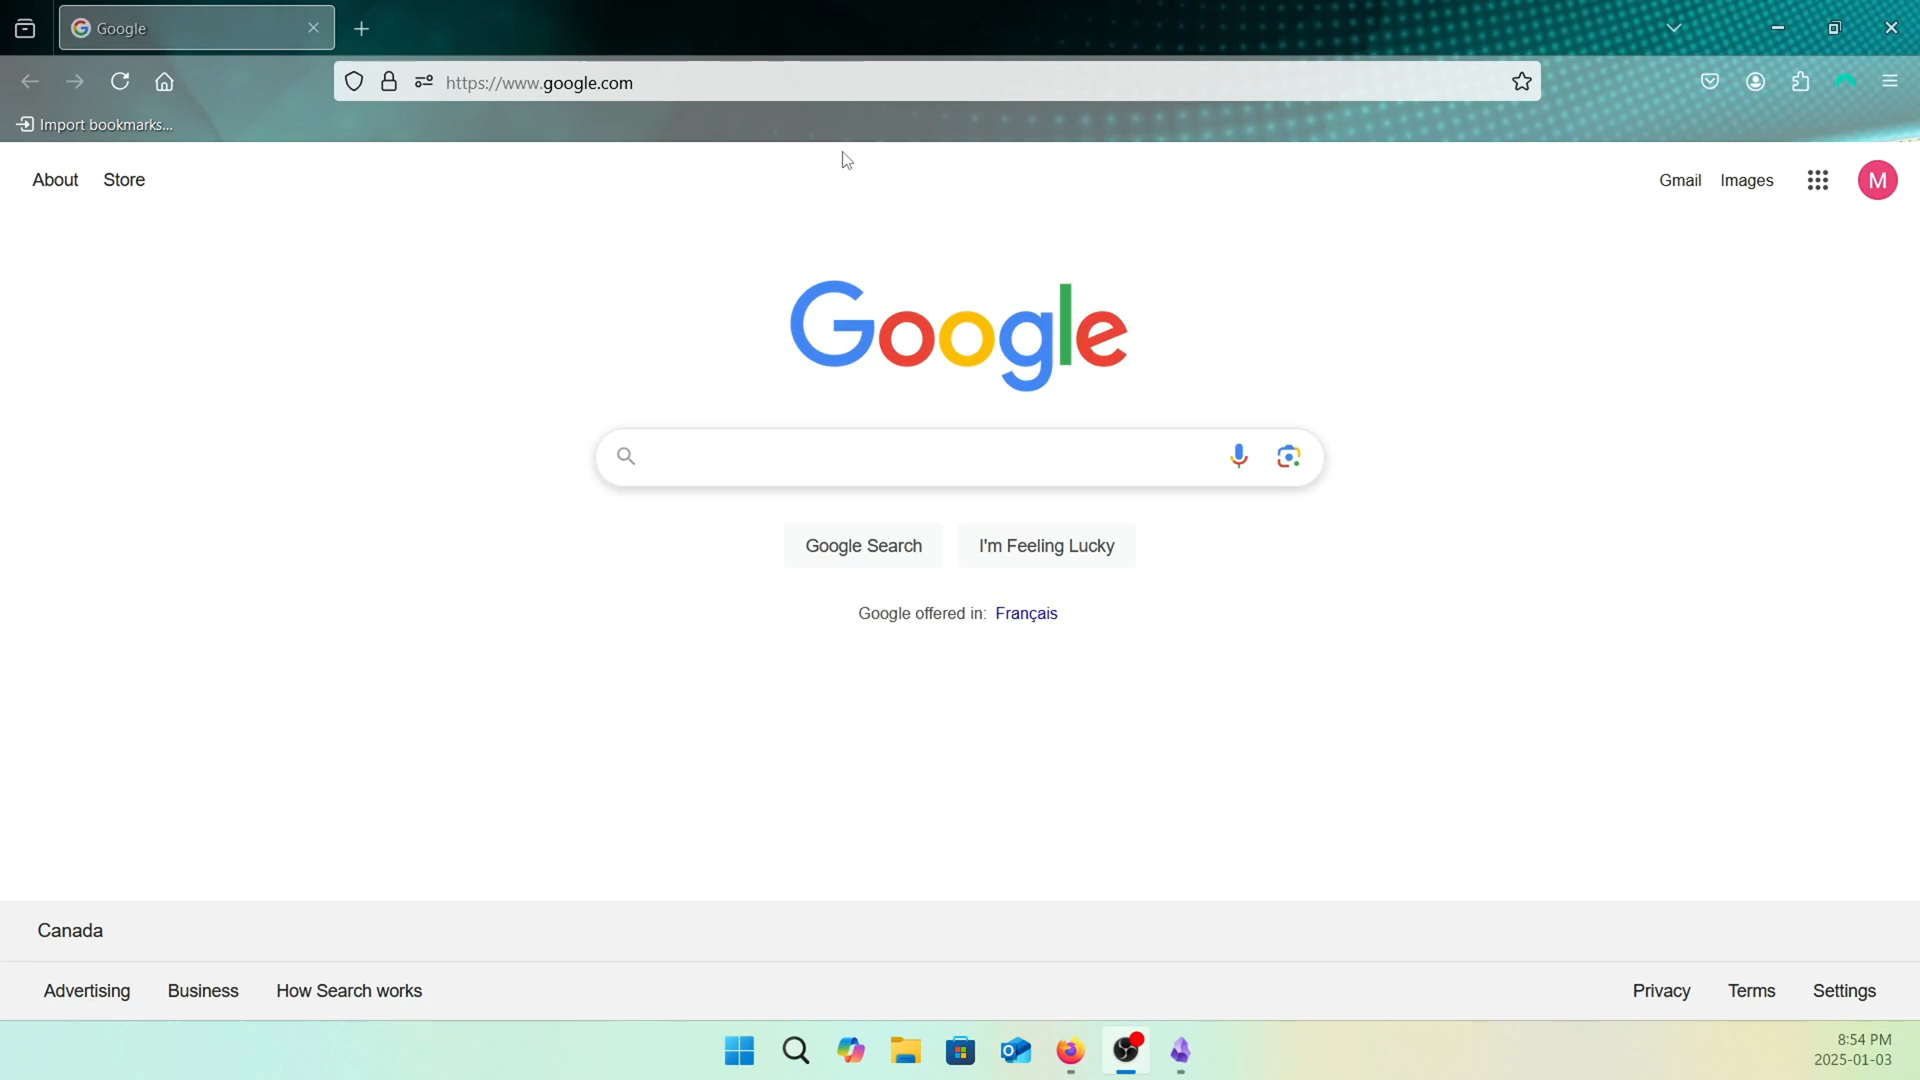 Google
https://www.google.com
Import bookmarks...
About Store
Gmail Images M
Google
Google Search I'm Feeling Lucky
Google offered in: Français
Canada
Advertising Business How Search works
Privacy Terms Settings
8:54 PM
2025-01-03